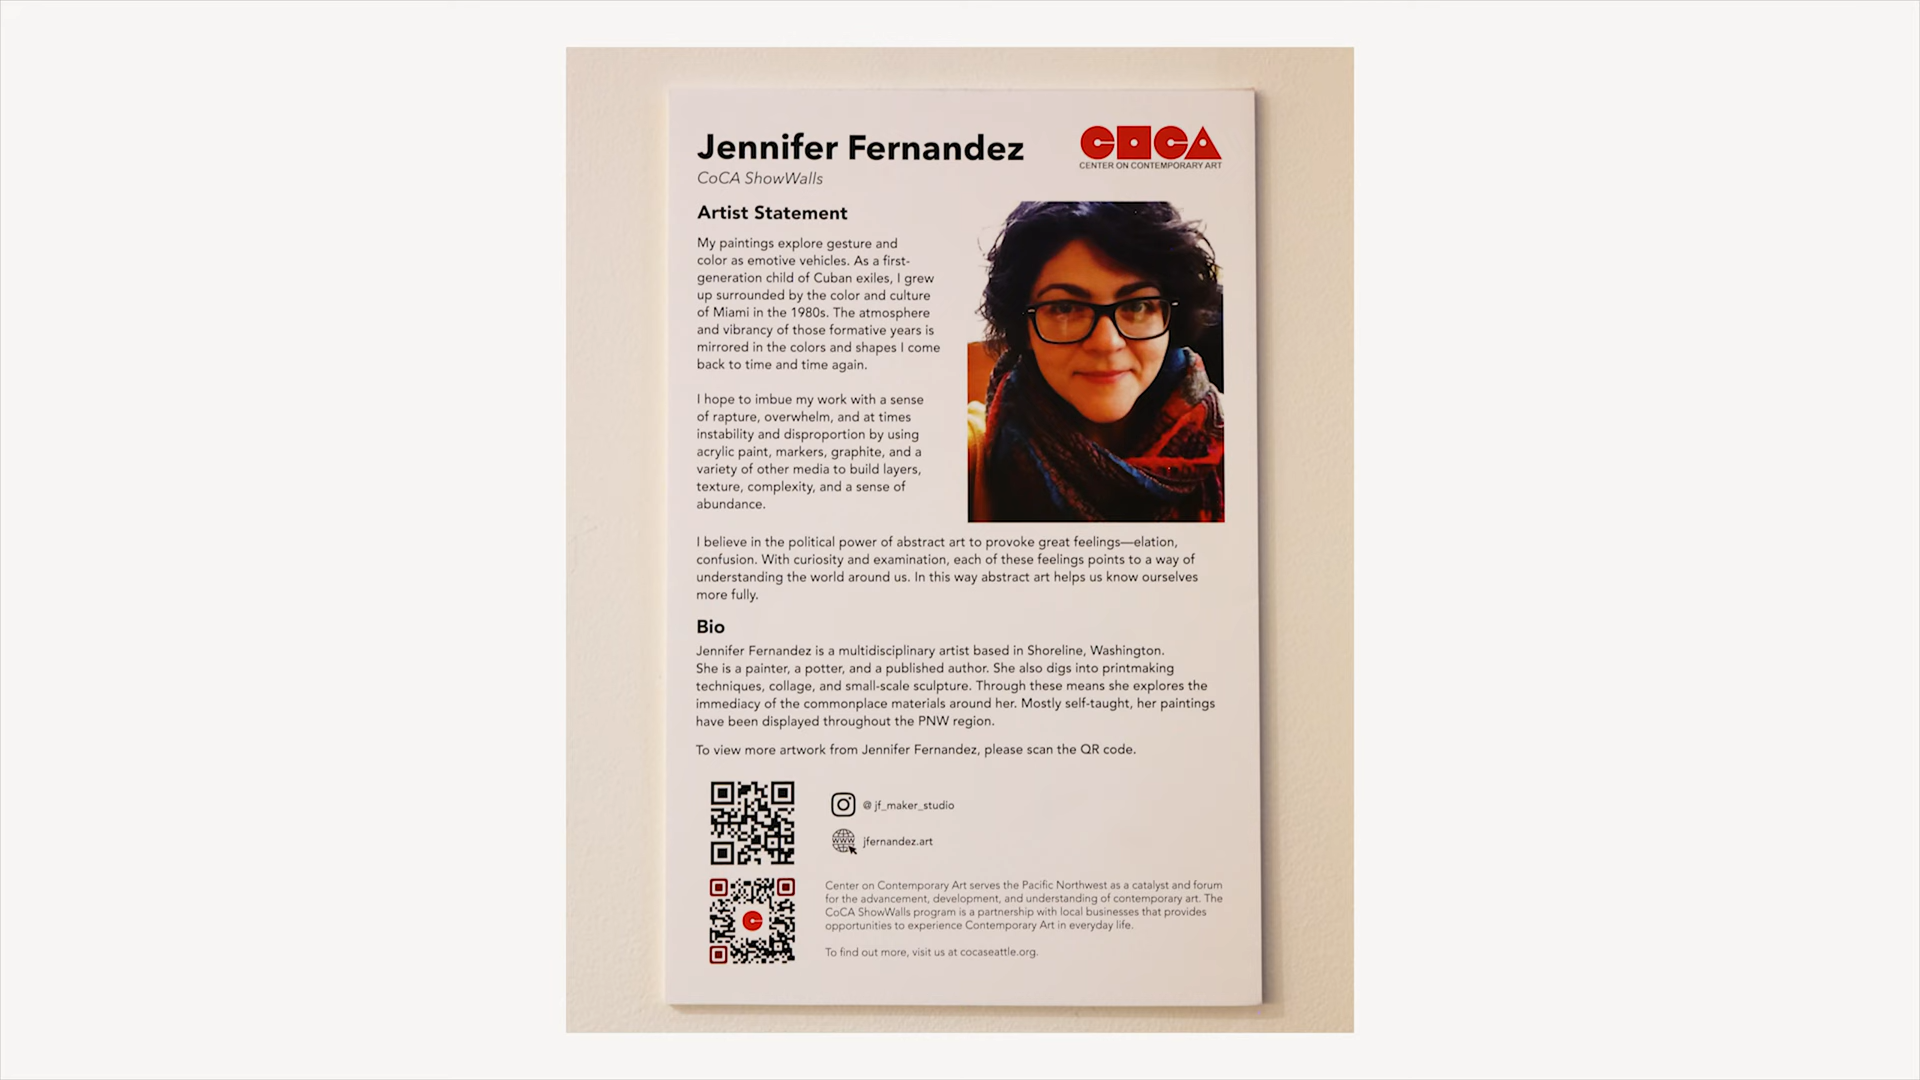 Jennifer Fernandez
CoCA ShowWalls
COCA
CENTER ON CONTEMPORARY ART
Artist Statement
My paintings explore gesture and
color as emotive vehicles. As a first-
generation child of Cuban exiles, I grew
up surrounded by the color and culture
of Miami in the 1980s. The atmosphere
and vibrancy of those formative years is
mirrored in the colors and shapes I come
back to time and time again.
I hope to imbue my work with a sense
of rapture, overwhelm, and at times
instability and disproportion by using
acrylic paint, markers, graphite, and a
variety of other media to build layers,
texture, complexity, and a sense of
abundance.
I believe in the political power of abstract art to provoke great feelings—elation,
confusion. With curiosity and examination, each of these feelings points to a way of
understanding the world around us. In this way abstract art helps us know ourselves
more fully.
Bio
Jennifer Fernandez is a multidisciplinary artist based in Shoreline, Washington.
She is a painter, a potter, and a published author. She also digs into printmaking
techniques, collage, and small-scale sculpture. Through these means she explores the
immediacy of the commonplace materials around her. Mostly self-taught, her paintings
have been displayed throughout the PNW region.
To view more artwork from Jennifer Fernandez, please scan the QR code.
@ jf_maker_studio
www
jfernandez.art
C
Center on Contemporary Art serves the Pacific Northwest as a catalyst and forum
for the advancement, development, and understanding of contemporary art. The
CoCA ShowWalls program is a partnership with local businesses that provides
opportunities to experience Contemporary Art in everyday life.
To find out more, visit us at cocaseattle.org.